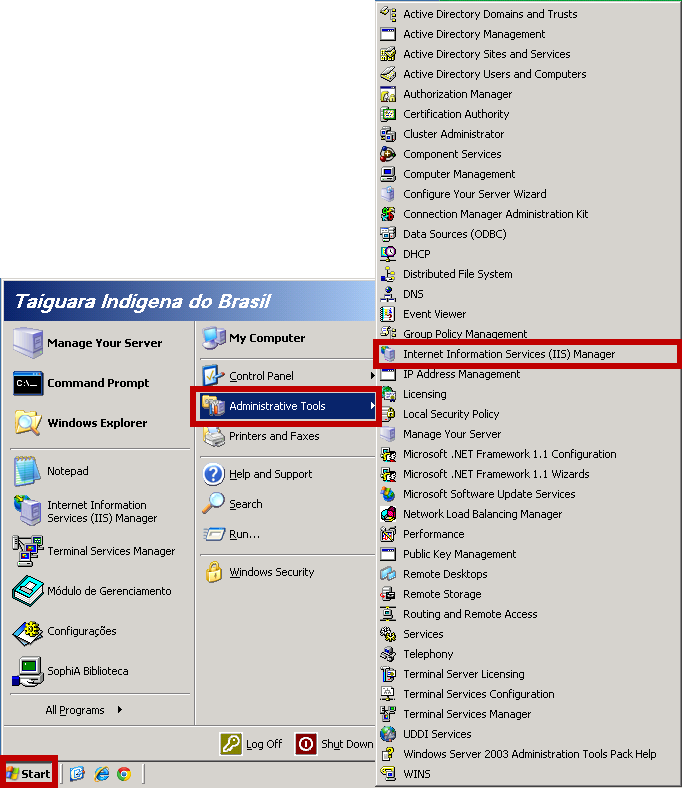 Active Directory Domains and Trusts
Active Directory Management
Active Directory Sites and Services
Active Directory Users and Computers
Authorization Manager
Certification Authority
Cluster Administrator
Component Services
Computer Management
Configure Your Server Wizard
Connection Manager Administration Kit
Data Sources (ODBC)
DHCP
Distributed File System
DNS
Event Viewer
Group Policy Management
Internet Information Services (IIS) Manager
IP Address Management
Licensing
Local Security Policy
Manage Your Server
Microsoft .NET Framework 1.1 Configuration
Microsoft .NET Framework 1.1 Wizards
Microsoft Software Update Services
Network Load Balancing Manager
Performance
Public Key Management
Remote Desktops
Remote Storage
Routing and Remote Access
Services
Telephony
Terminal Server Licensing
Terminal Services Configuration
Terminal Services Manager
UDDI Services
Windows Server 2003 Administration Tools Pack Help
WINS
Taiguara Indigena do Brasil
Manage Your Server
Command Prompt
C:\_
Windows Explorer
Notepad
Internet Information
Services (IIS) Manager
Terminal Services Manager
Módulo de Gerenciamento
Configurações
SophiA Biblioteca
All Programs
My Computer
Control Panel
Administrative Tools
Printers and Faxes
Help and Support
Search
Run...
Windows Security
Log Off
Shut Down
Start